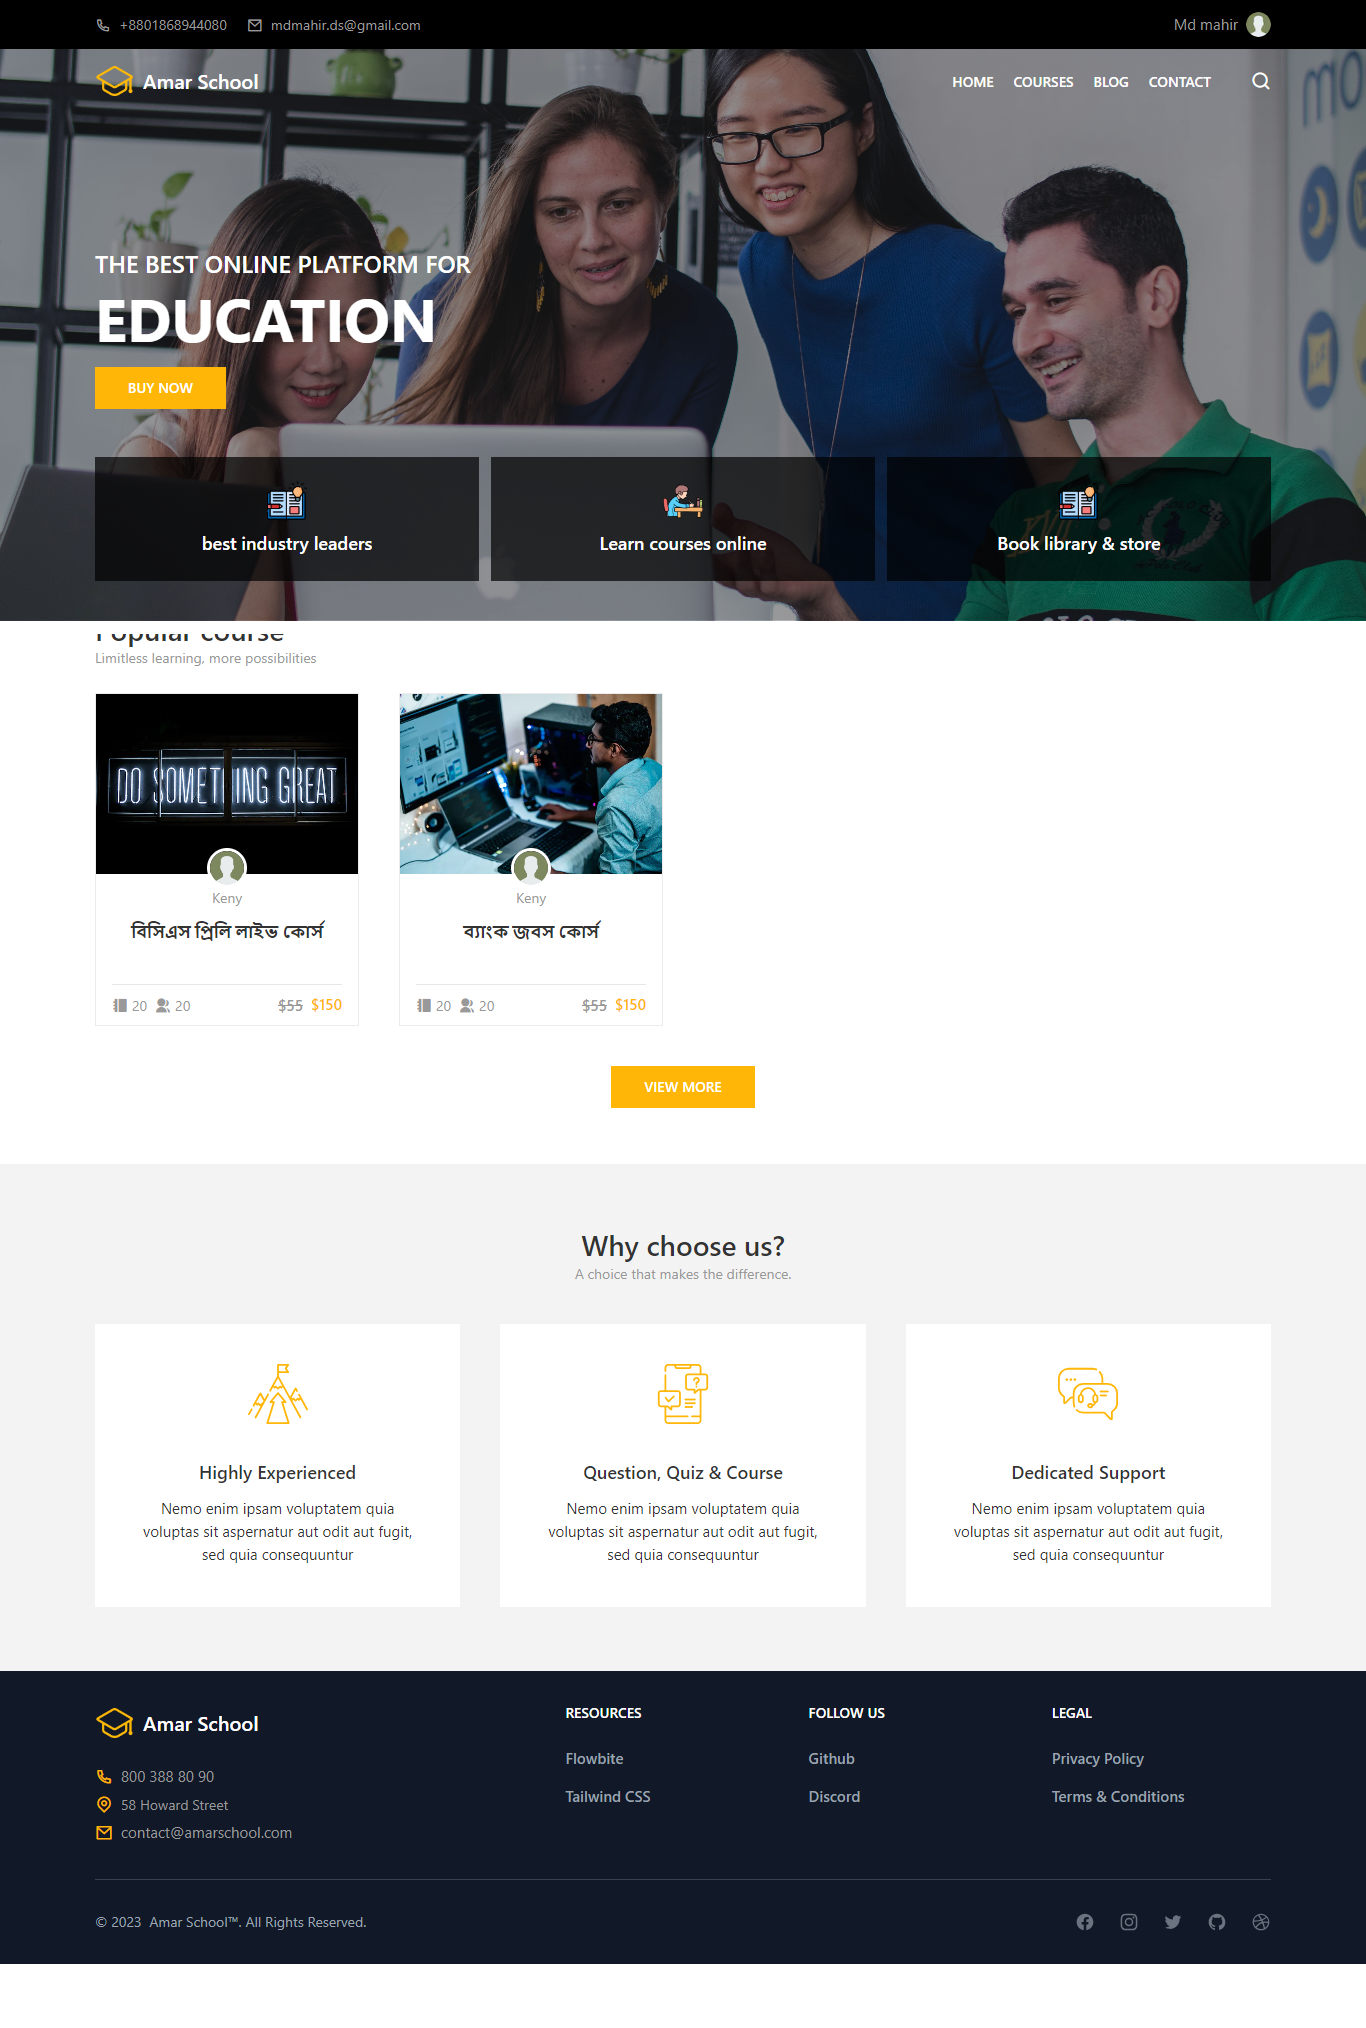 +8801868944080
mdmahir.ds@gmail.com
Md mahir
Amar School
HOME
COURSES
BLOG
CONTACT
THE BEST ONLINE PLATFORM FOR
EDUCATION
BUY NOW
best industry leaders
Learn courses online
Book library & store
Popular course
Limitless learning, more possibilities
DO SOMETHING GREAT
Keny
বিসিএস প্রিলি লাইভ কোর্স
20
20
$55 $150
Keny
ব্যাংক জবস কোর্স
20
20
$55 $150
VIEW MORE
Why choose us?
A choice that makes the difference.
Highly Experienced
Nemo enim ipsam voluptatem quia
voluptas sit aspernatur aut odit aut fugit,
sed quia consequuntur
Question, Quiz & Course
Nemo enim ipsam voluptatem quia
voluptas sit aspernatur aut odit aut fugit,
sed quia consequuntur
Dedicated Support
Nemo enim ipsam voluptatem quia
voluptas sit aspernatur aut odit aut fugit,
sed quia consequuntur
Amar School
800 388 80 90
58 Howard Street
contact@amarschool.com
RESOURCES
Flowbite
Tailwind CSS
FOLLOW US
Github
Discord
LEGAL
Privacy Policy
Terms & Conditions
© 2023 Amar School™. All Rights Reserved.